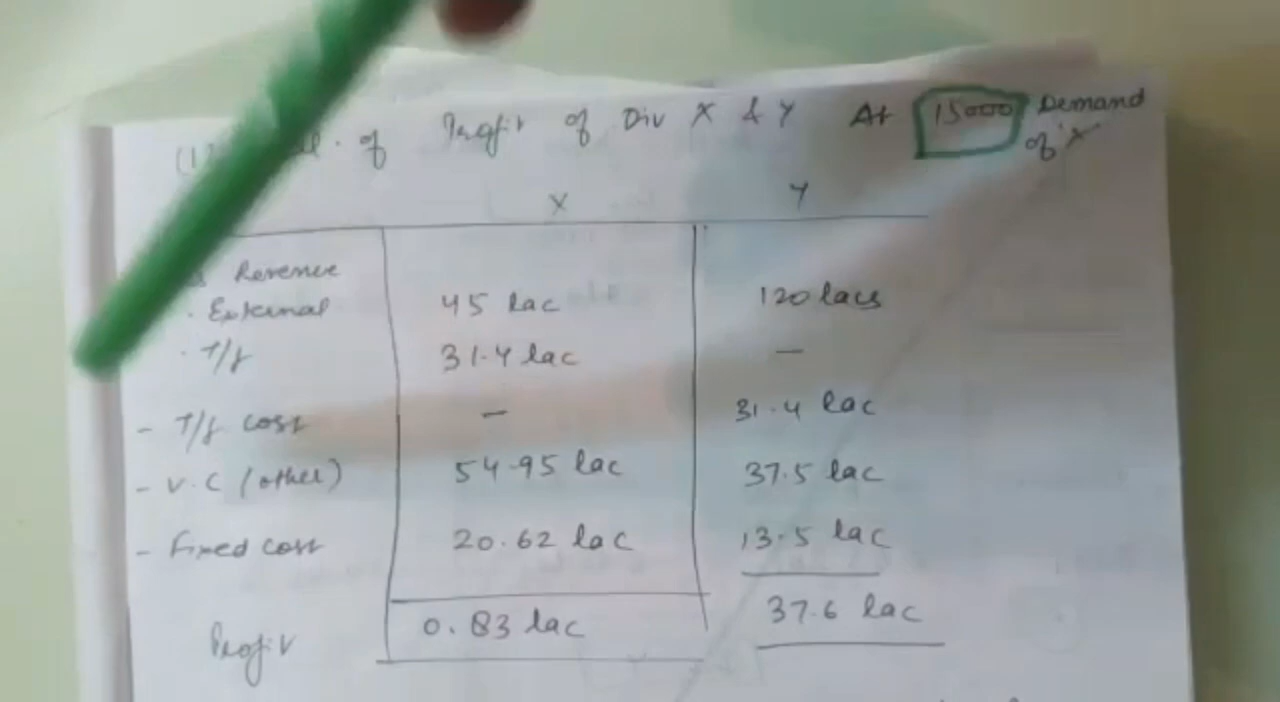 of Profit of Div X & Y At 15000 Demand of X
X Y
Revenue
. External 45 lac 120 lacs
. T/f 31.4 lac —
- T/f cost — 31.4 lac
- V.C (other) 54.95 lac 37.5 lac
- Fixed cost 20.62 lac 13.5 lac
Profit 0.83 lac 37.6 lac